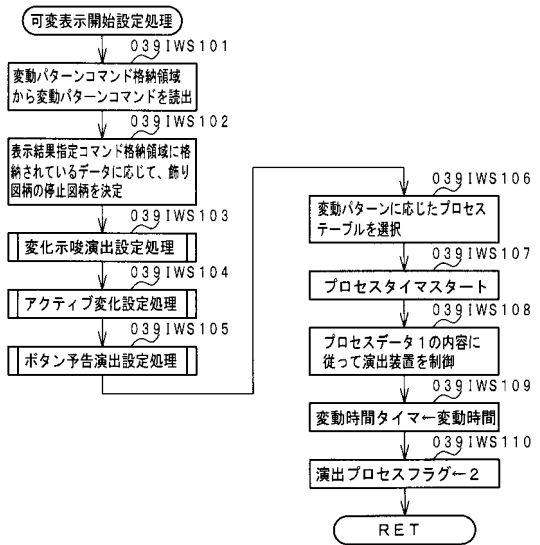 可変表示開始設定処理
039IWS101
変動パターンコマンド格納領域
から変動パターンコマンドを読出
039IWS102
表示結果指定コマンド格納領域に格
納されているデータに応じて、飾り
図柄の停止図柄を決定
039IWS103
変化示唆演出設定処理
039IWS104
アクティブ変化設定処理
039IWS105
ボタン予告演出設定処理
039IWS106
変動パターンに応じたプロセス
テーブルを選択
039IWS107
プロセスタイマスタート
039IWS108
プロセスデータ1の内容に
従って演出装置を制御
039IWS109
変動時間タイマ←変動時間
039IWS110
演出プロセスフラグ←2
RET